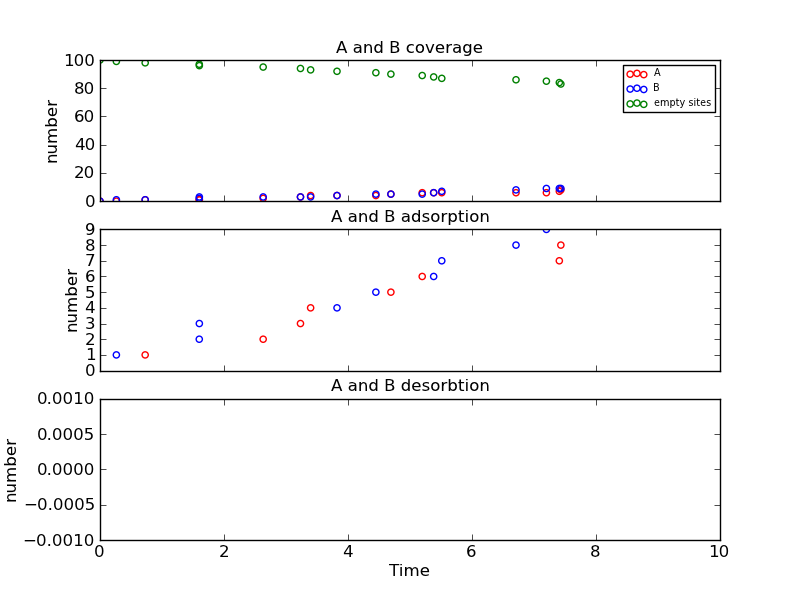 A and B coverage
number
100
80
60
40
20
0
A
B
empty sites
A and B adsorption
number
9
8
7
6
5
4
3
2
1
0
A and B desorbtion
number
0.0010
0.0005
0.0000
−0.0005
−0.0010
0 2 4 6 8 10
Time